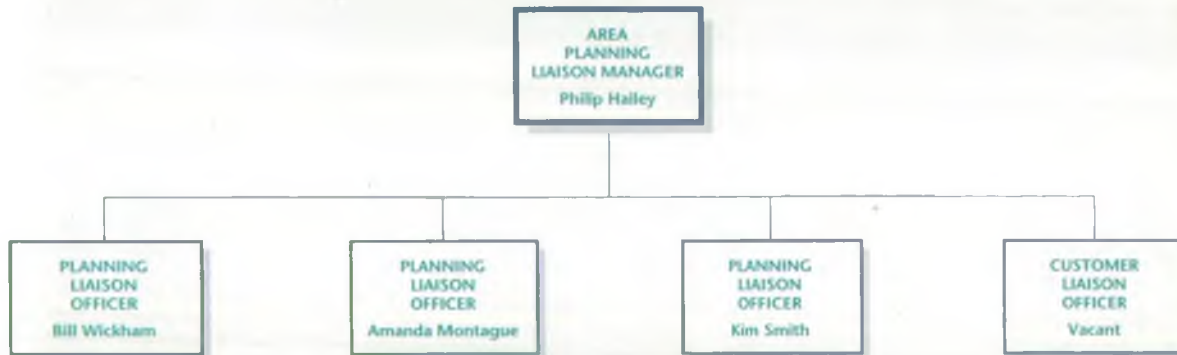 AREA
PLANNING
LIAISON MANAGER
Philip Hailey
PLANNING
LIAISON
OFFICER
Bill Wickham
PLANNING
LIAISON
OFFICER
Amanda Montague
PLANNING
LIAISON
OFFICER
Kim Smith
CUSTOMER
LIAISON
OFFICER
Vacant